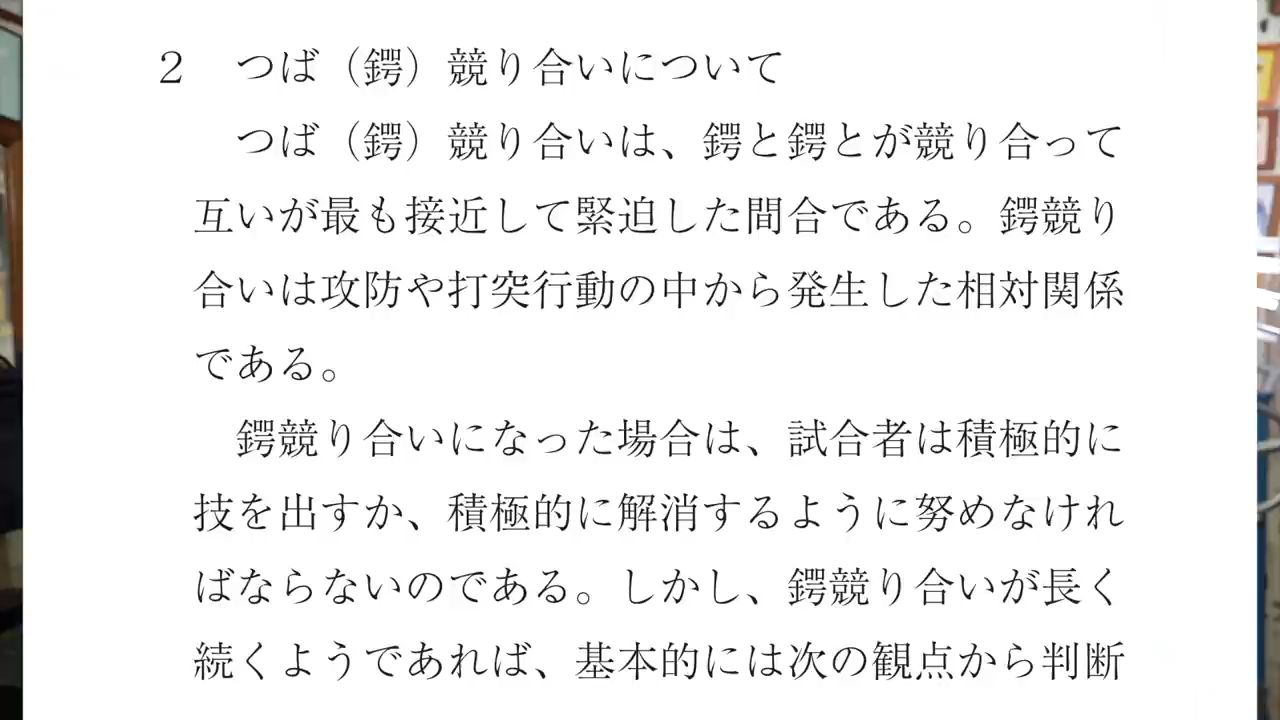 ２　つば（鍔）競り合いについて
つば（鍔）競り合いは、鍔と鍔とが競り合って
互いが最も接近して緊迫した間合である。鍔競り
合いは攻防や打突行動の中から発生した相対関係
である。
鍔競り合いになった場合は、試合者は積極的に
技を出すか、積極的に解消するように努めなけれ
ばならないのである。しかし、鍔競り合いが長く
続くようであれば、基本的には次の観点から判断